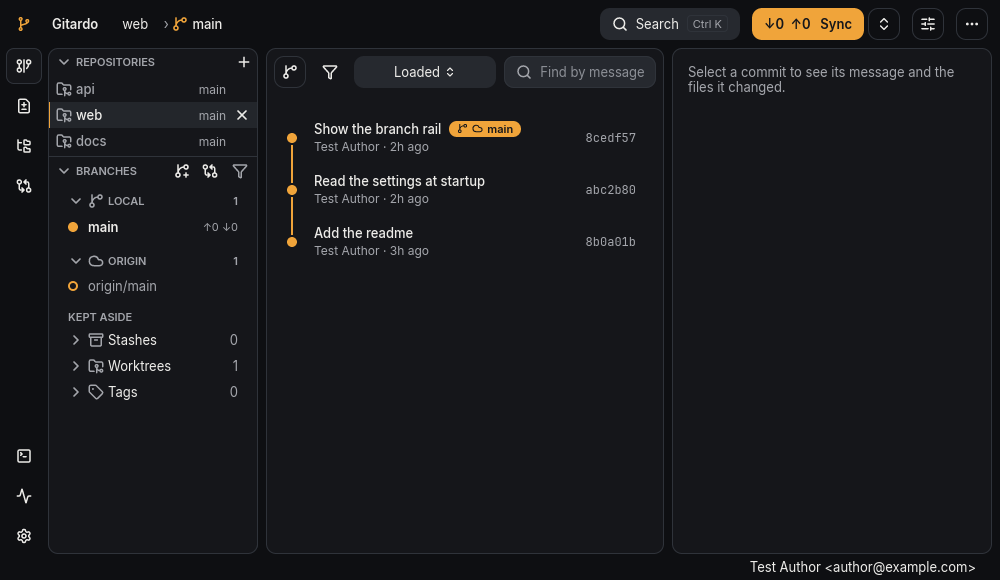 Gitardo web › main Search Ctrl K ↓0 ↑0 Sync
REPOSITORIES
api main
web main
docs main
BRANCHES
LOCAL 1
main ↑0 ↓0
ORIGIN 1
origin/main
KEPT ASIDE
Stashes 0
Worktrees 1
Tags 0
Loaded Find by message
Show the branch rail main 8cedf57
Test Author · 2h ago
Read the settings at startup abc2b80
Test Author · 2h ago
Add the readme 8b0a01b
Test Author · 3h ago
Select a commit to see its message and the
files it changed.
Test Author <author@example.com>